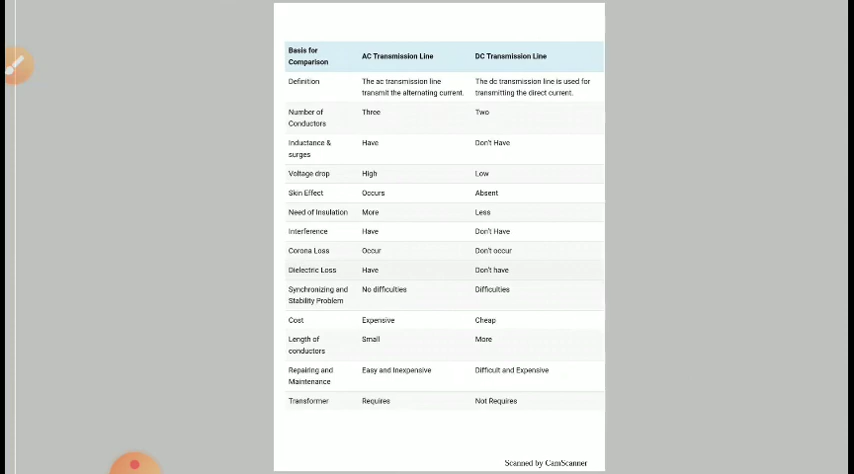 Basis for Comparison AC Transmission Line DC Transmission Line
Definition The ac transmission line transmit the alternating current. The dc transmission line is used for transmitting the direct current.
Number of Conductors Three Two
Inductance & surges Have Don't Have
Voltage drop High Low
Skin Effect Occurs Absent
Need of Insulation More Less
Interference Have Don't Have
Corona Loss Occur Don't occur
Dielectric Loss Have Don't have
Synchronizing and Stability Problem No difficulties Difficulties
Cost Expensive Cheap
Length of conductors Small More
Repairing and Maintenance Easy and Inexpensive Difficult and Expensive
Transformer Requires Not Requires
Scanned by CamScanner